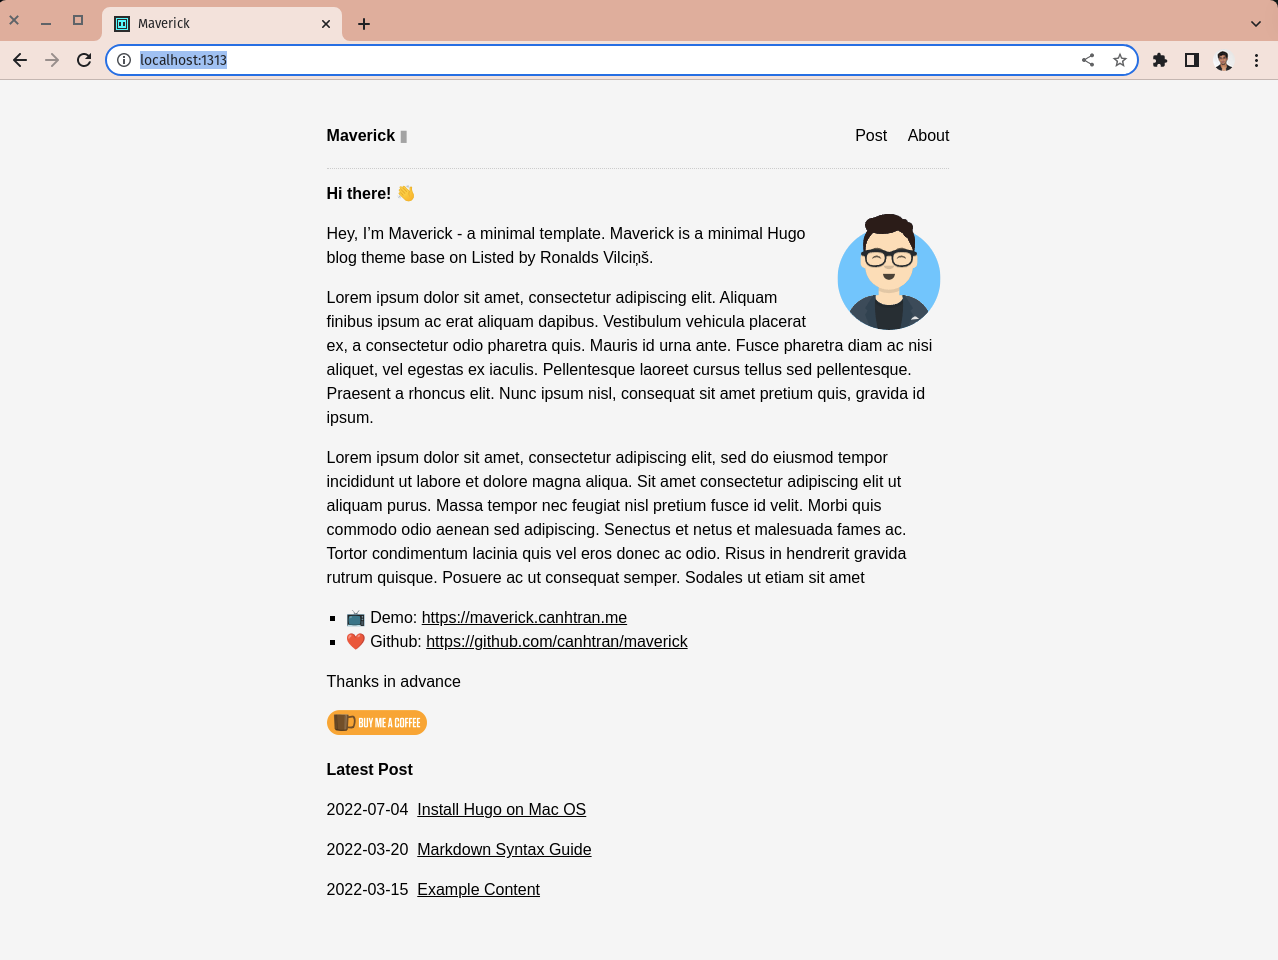 Maverick
localhost:1313
Maverick
Post About
Hi there! 👋
Hey, I’m Maverick - a minimal template. Maverick is a minimal Hugo
blog theme base on Listed by Ronalds Vilciņš.
Lorem ipsum dolor sit amet, consectetur adipiscing elit. Aliquam
finibus ipsum ac erat aliquam dapibus. Vestibulum vehicula placerat
ex, a consectetur odio pharetra quis. Mauris id urna ante. Fusce pharetra diam ac nisi
aliquet, vel egestas ex iaculis. Pellentesque laoreet cursus tellus sed pellentesque.
Praesent a rhoncus elit. Nunc ipsum nisl, consequat sit amet pretium quis, gravida id
ipsum.
Lorem ipsum dolor sit amet, consectetur adipiscing elit, sed do eiusmod tempor
incididunt ut labore et dolore magna aliqua. Sit amet consectetur adipiscing elit ut
aliquam purus. Massa tempor nec feugiat nisl pretium fusce id velit. Morbi quis
commodo odio aenean sed adipiscing. Senectus et netus et malesuada fames ac.
Tortor condimentum lacinia quis vel eros donec ac odio. Risus in hendrerit gravida
rutrum quisque. Posuere ac ut consequat semper. Sodales ut etiam sit amet
📺 Demo: https://maverick.canhtran.me
❤️ Github: https://github.com/canhtran/maverick
Thanks in advance
BUY ME A COFFEE
Latest Post
2022-07-04 Install Hugo on Mac OS
2022-03-20 Markdown Syntax Guide
2022-03-15 Example Content